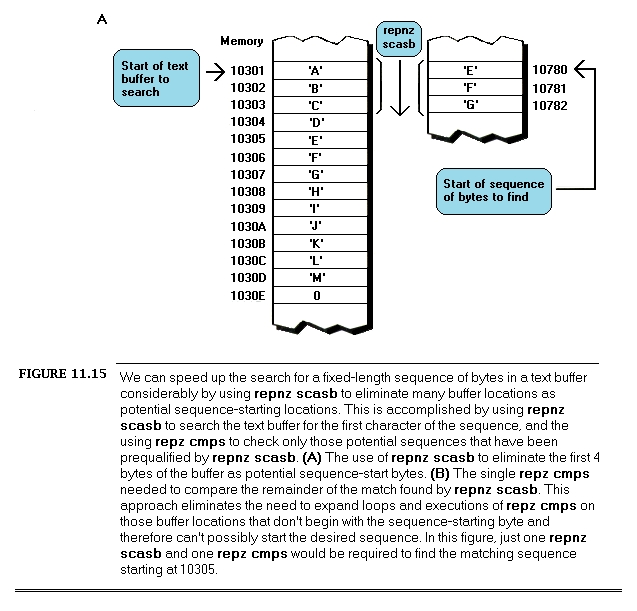 A
Memory
repnz
scasb
Start of text
buffer to
search
10301 'A'
10302 'B'
10303 'C'
10304 'D'
10305 'E'
10306 'F'
10307 'G'
10308 'H'
10309 'I'
1030A 'J'
1030B 'K'
1030C 'L'
1030D 'M'
1030E 0
'E' 10780
'F' 10781
'G' 10782
Start of sequence
of bytes to find
FIGURE 11.15
We can speed up the search for a fixed-length sequence of bytes in a text buffer
considerably by using repnz scasb to eliminate many buffer locations as
potential sequence-starting locations. This is accomplished by using repnz
scasb to search the text buffer for the first character of the sequence, and the
using repz cmps to check only those potential sequences that have been
prequalified by repnz scasb. (A) The use of repnz scasb to eliminate the first 4
bytes of the buffer as potential sequence-start bytes. (B) The single repz cmps
needed to compare the remainder of the match found by repnz scasb. This
approach eliminates the need to expand loops and executions of repz cmps on
those buffer locations that don't begin with the sequence-starting byte and
therefore can't possibly start the desired sequence. In this figure, just one repnz
scasb and one repz cmps would be required to find the matching sequence
starting at 10305.